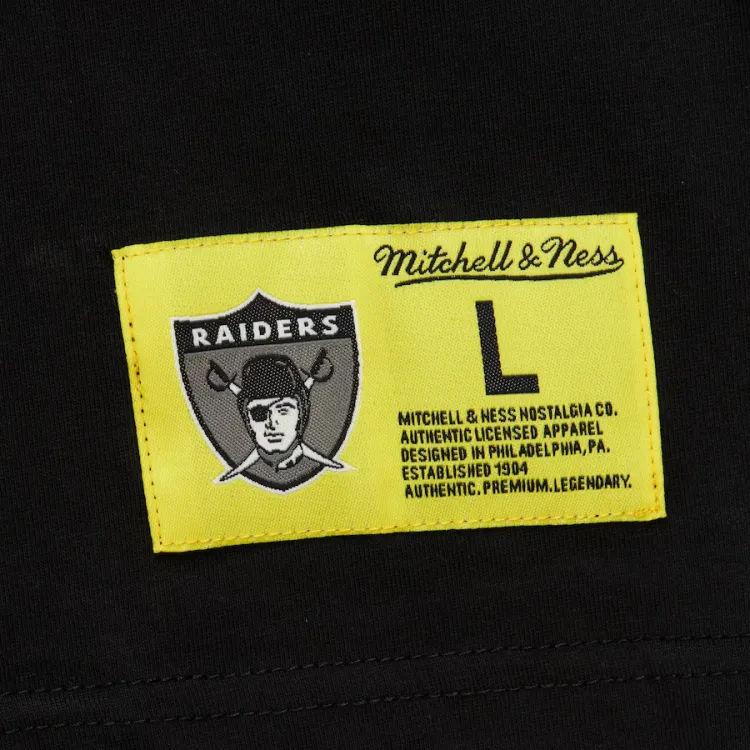 RAIDERS
Mitchell & Ness
L
MITCHELL & NESS NOSTALGIA CO.
AUTHENTIC LICENSED APPAREL
DESIGNED IN PHILADELPHIA, PA.
ESTABLISHED 1904
AUTHENTIC. PREMIUM. LEGENDARY.